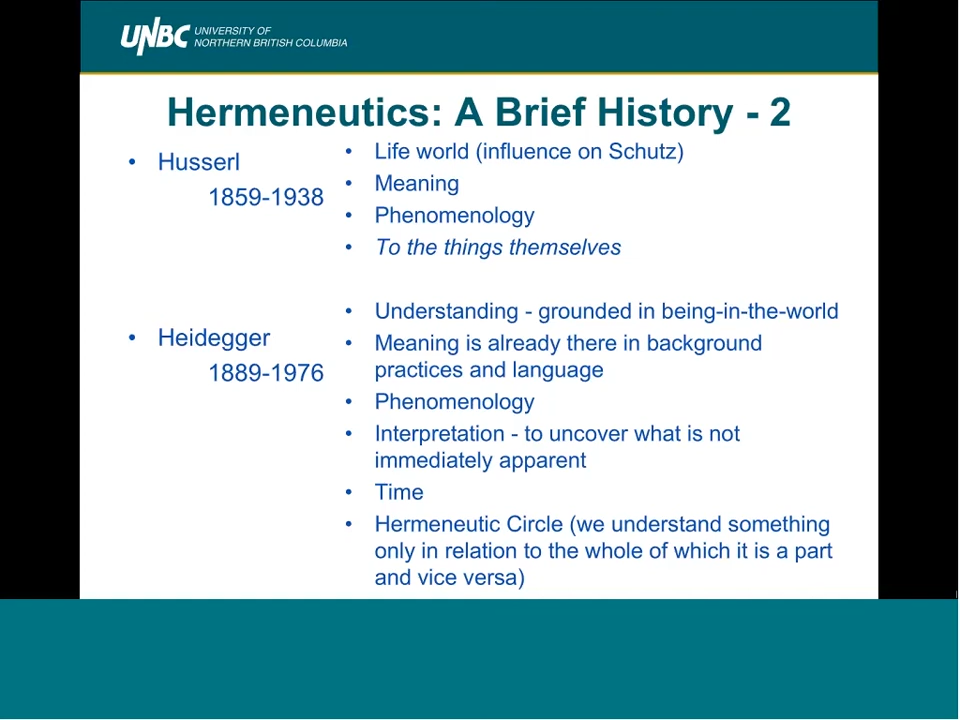 UNBC UNIVERSITY OF
NORTHERN BRITISH COLUMBIA
Hermeneutics: A Brief History - 2
• Husserl
1859-1938
• Life world (influence on Schutz)
• Meaning
• Phenomenology
• To the things themselves
• Heidegger
1889-1976
• Understanding - grounded in being-in-the-world
• Meaning is already there in background
practices and language
• Phenomenology
• Interpretation - to uncover what is not
immediately apparent
• Time
• Hermeneutic Circle (we understand something
only in relation to the whole of which it is a part
and vice versa)